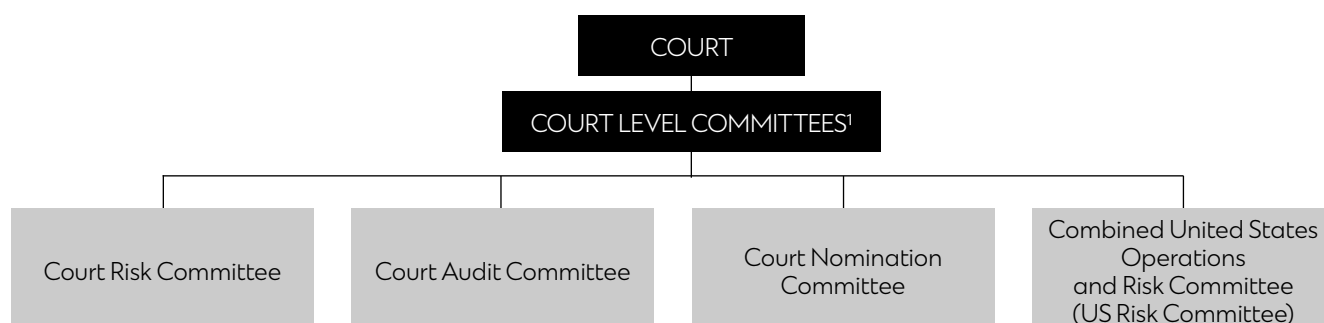 COURT
COURT LEVEL COMMITTEES¹
Court Risk Committee
Court Audit Committee
Court Nomination
Committee
Combined United States
Operations
and Risk Committee
(US Risk Committee)